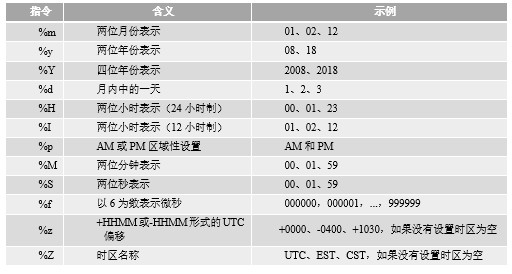 指令 含义 示例
%m 两位月份表示 01、02、12
%y 两位年份表示 08、18
%Y 四位年份表示 2008、2018
%d 月内中的一天 1、2、3
%H 两位小时表示（24 小时制） 00、01、23
%I 两位小时表示（12 小时制） 01、02、12
%p AM 或 PM 区域性设置 AM 和 PM
%M 两位分钟表示 00、01、59
%S 两位秒表示 00、01、59
%f 以 6 为数表示微秒 000000，000001，...，999999
%z +HHMM 或-HHMM 形式的 UTC 偏移 +0000、-0400、+1030，如果没有设置时区为空
%Z 时区名称 UTC、EST、CST，如果没有设置时区为空